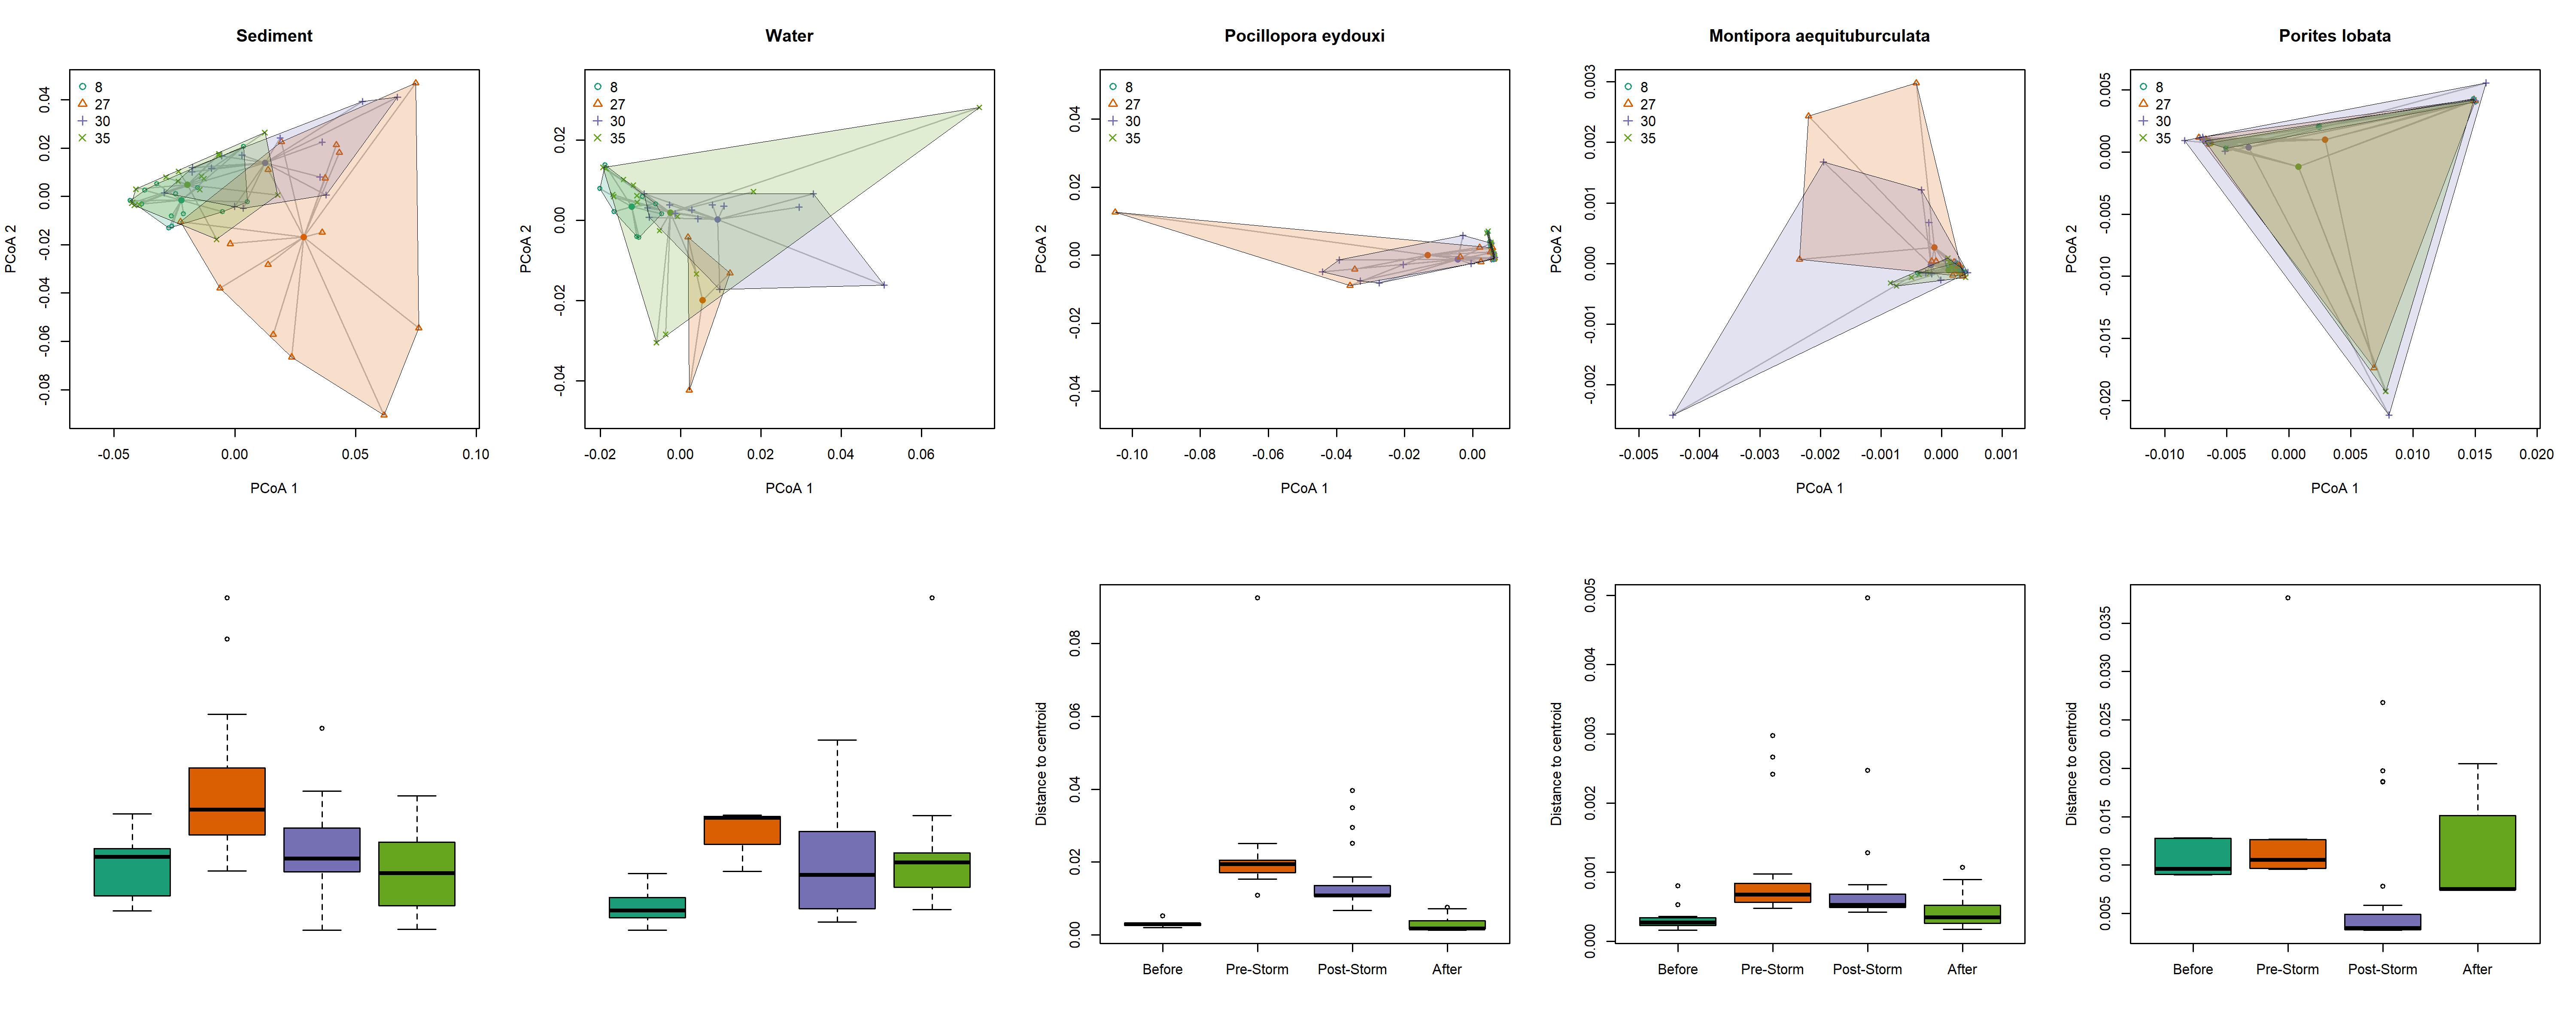 Sediment
Water
Pocillopora eydouxi
Montipora aequituburculata
Porites lobata
8
27
30
35
0.04
0.02
0.00
-0.02
-0.04
-0.06
-0.08
PCoA 2
-0.05 0.00 0.05 0.10
PCoA 1
8
27
30
35
0.02
0.00
-0.02
-0.04
PCoA 2
-0.02 0.00 0.02 0.04 0.06
PCoA 1
8
27
30
35
0.04
0.02
0.00
-0.02
-0.04
PCoA 2
-0.10 -0.08 -0.06 -0.04 -0.02 0.00
PCoA 1
8
27
30
35
0.003
0.002
0.001
0.000
-0.001
-0.002
PCoA 2
-0.005 -0.004 -0.003 -0.002 -0.001 0.000 0.001
PCoA 1
8
27
30
35
0.005
0.000
-0.005
-0.010
-0.015
-0.020
PCoA 2
-0.010 -0.005 0.000 0.005 0.010 0.015 0.020
PCoA 1
0.08
0.06
0.04
0.02
0.00
Distance to centroid
Before Pre-Storm Post-Storm After
0.005
0.004
0.003
0.002
0.001
0.000
Distance to centroid
Before Pre-Storm Post-Storm After
0.035
0.030
0.025
0.020
0.015
0.010
0.005
Distance to centroid
Before Pre-Storm Post-Storm After